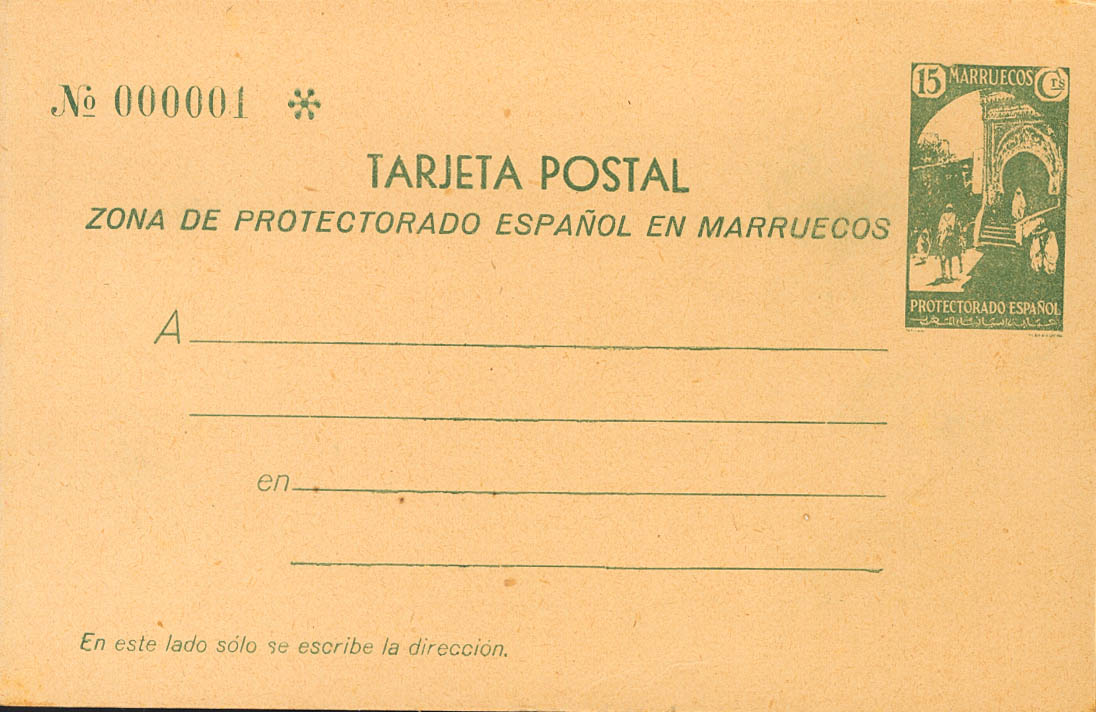 № 000001 *
15 MARRUECOS Cts
TARJETA POSTAL
ZONA DE PROTECTORADO ESPAÑOL EN MARRUECOS
PROTECTORADO ESPAÑOL
A
en
En este lado sólo se escribe la dirección.